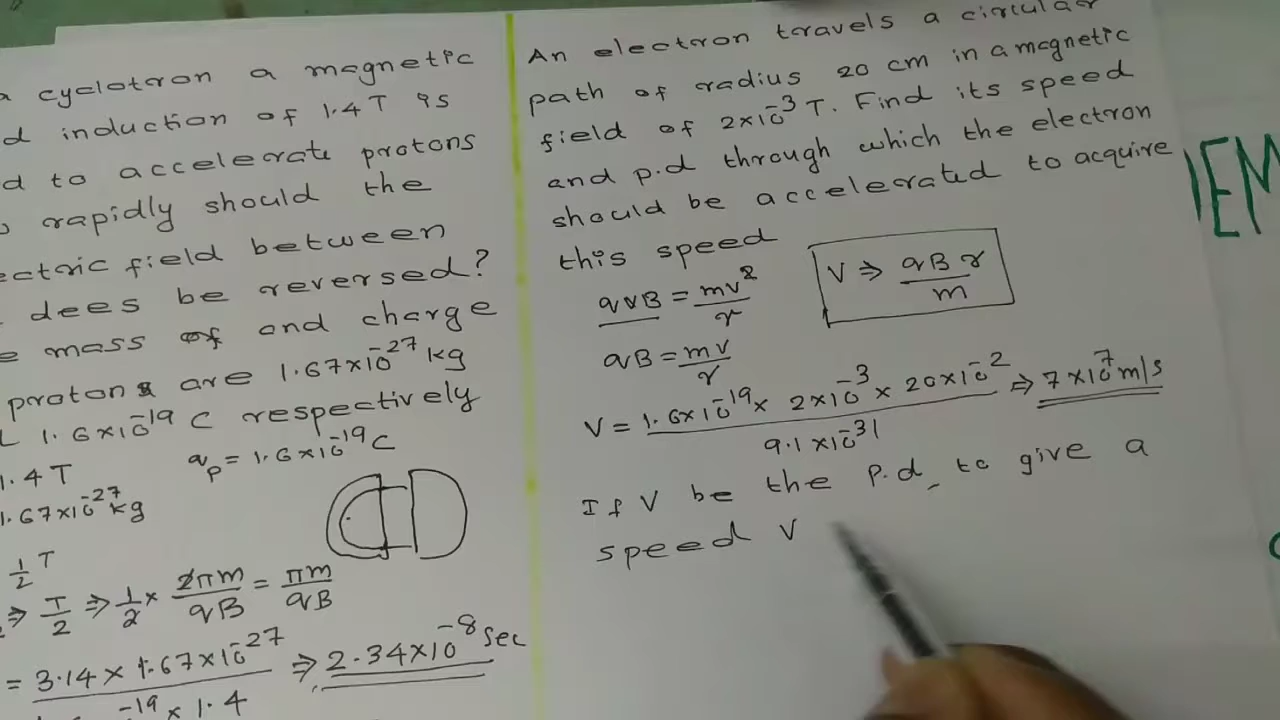 cyclotron a magnetic
induction of 1.4T is
to accelerate protons
rapidly should the
field between
dees be reversed?
mass of and charge
protons are 1.67×10⁻²⁷ kg
1.6×10⁻¹⁹ C respectively
1.4T
qp = 1.6×10⁻¹⁹C
1.67×10⁻²⁷kg
1/2 T
⇒ T/2 ⇒ 1/2 × 2πm/qB = πm/qB
= 3.14 × 1.67×10⁻²⁷ ⇒ 2.34×10⁻⁸ sec
⁻¹⁹ × 1.4
An electron travels a circular
path of radius 20 cm in a magnetic
field of 2×10⁻³ T. Find its speed
and p.d through which the electron
should be accelerated to acquire
this speed
qvB = mv²/r
V ⇒ qBr/m
qB = mv/r
V = 1.6×10⁻¹⁹ × 2×10⁻³ × 20×10⁻² / 9.1×10⁻³¹ ⇒ 7×10⁷ m/s
If V be the p.d to give a
speed v